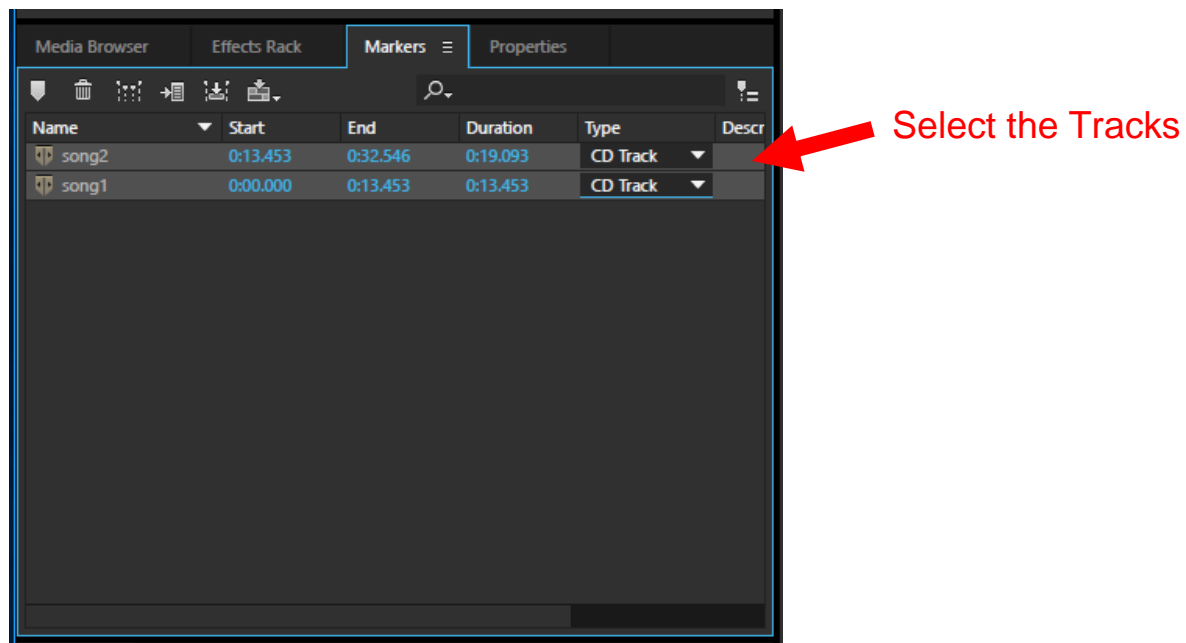 Media Browser Effects Rack Markers Properties
Name Start End Duration Type Descr
song2 0:13.453 0:32.546 0:19.093 CD Track
song1 0:00.000 0:13.453 0:13.453 CD Track
Select the Tracks